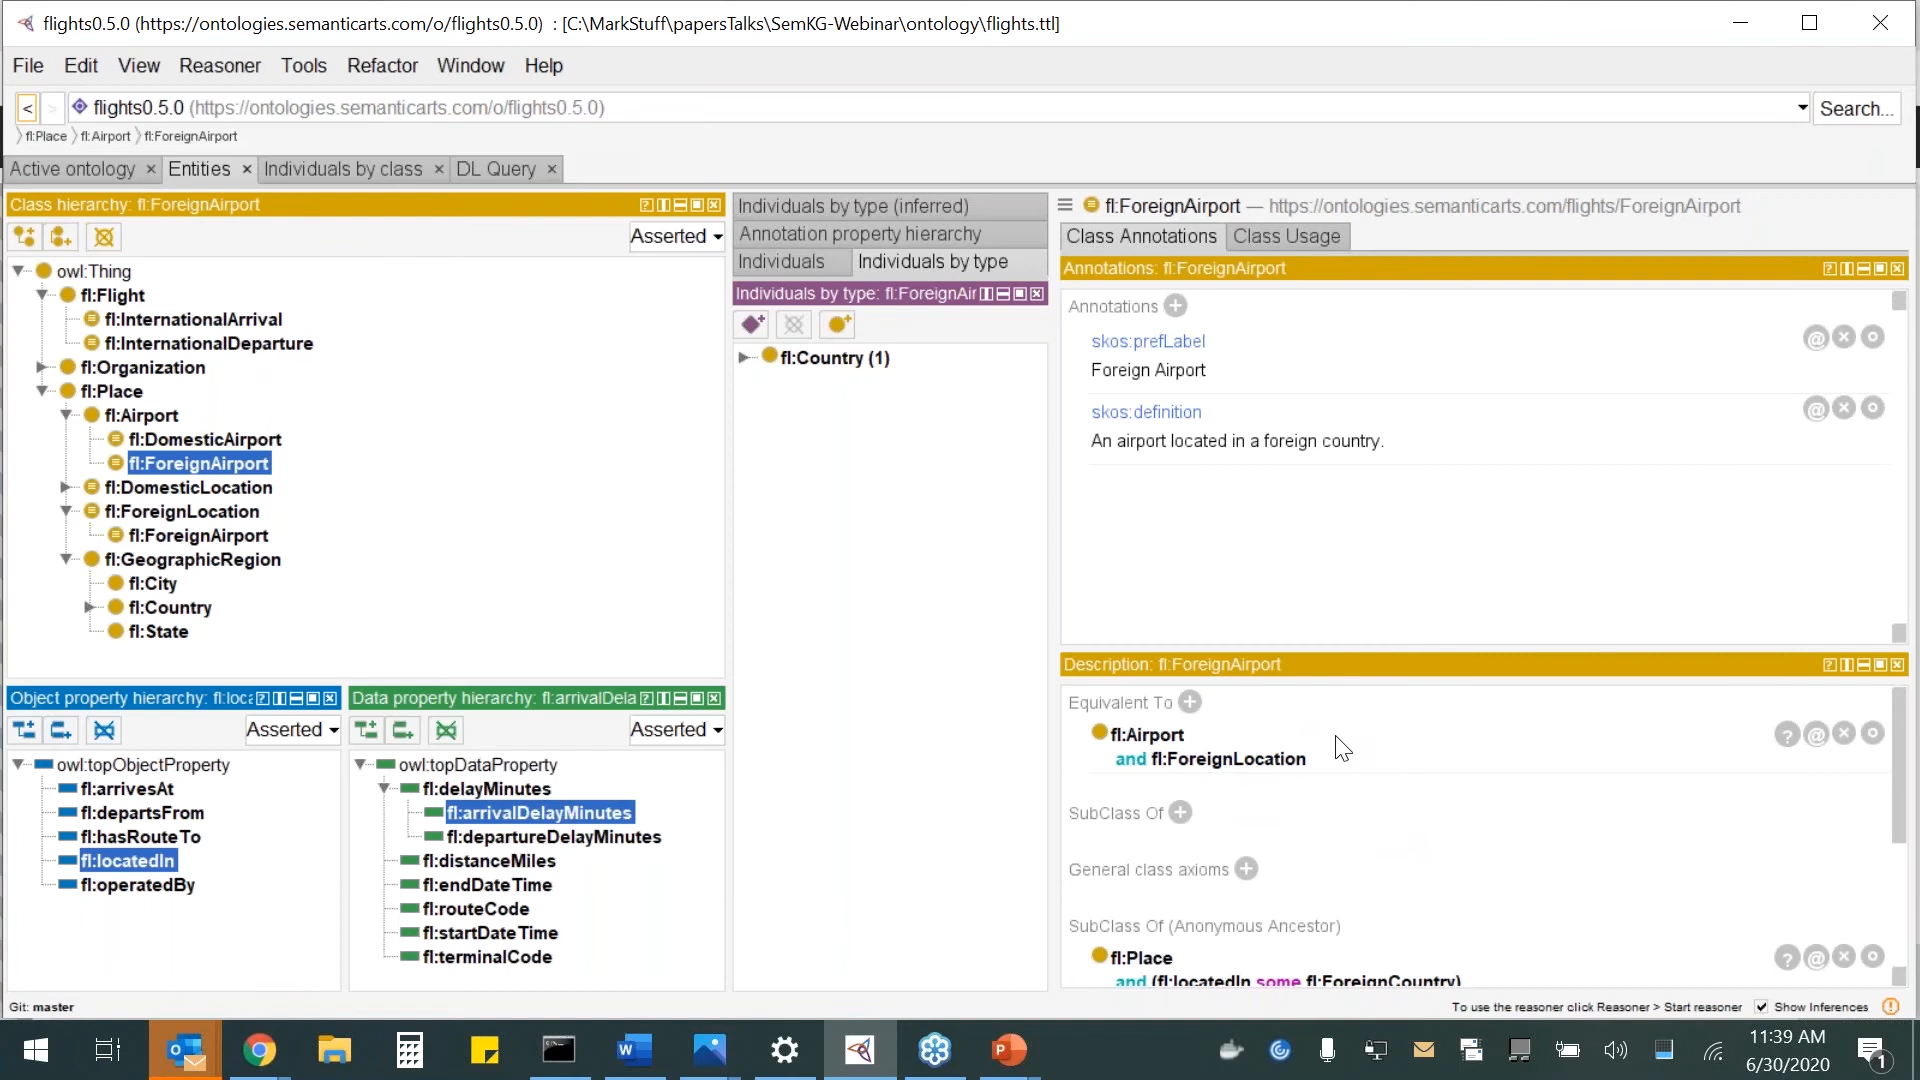 flights0.5.0 (https://ontologies.semanticarts.com/o/flights0.5.0) : [C:\MarkStuff\papersTalks\SemKG-Webinar\ontology\flights.ttl]
File Edit View Reasoner Tools Refactor Window Help
< > flights0.5.0 (https://ontologies.semanticarts.com/o/flights0.5.0) Search...
fl:Place fl:Airport fl:ForeignAirport
Active ontology × Entities × Individuals by class × DL Query ×
Class hierarchy: fl:ForeignAirport
Asserted
owl:Thing
fl:Flight
fl:InternationalArrival
fl:InternationalDeparture
fl:Organization
fl:Place
fl:Airport
fl:DomesticAirport
fl:ForeignAirport
fl:DomesticLocation
fl:ForeignLocation
fl:ForeignAirport
fl:GeographicRegion
fl:City
fl:Country
fl:State
Object property hierarchy: fl:loc
Asserted
owl:topObjectProperty
fl:arrivesAt
fl:departsFrom
fl:hasRouteTo
fl:locatedIn
fl:operatedBy
Data property hierarchy: fl:arrivalDela
Asserted
owl:topDataProperty
fl:delayMinutes
fl:arrivalDelayMinutes
fl:departureDelayMinutes
fl:distanceMiles
fl:endDateTime
fl:routeCode
fl:startDateTime
fl:terminalCode
Individuals by type (inferred)
Annotation property hierarchy
Individuals Individuals by type
Individuals by type: fl:ForeignAir
fl:Country (1)
fl:ForeignAirport — https://ontologies.semanticarts.com/flights/ForeignAirport
Class Annotations Class Usage
Annotations: fl:ForeignAirport
Annotations
skos:prefLabel
Foreign Airport
skos:definition
An airport located in a foreign country.
Description: fl:ForeignAirport
Equivalent To
fl:Airport
and fl:ForeignLocation
SubClass Of
General class axioms
SubClass Of (Anonymous Ancestor)
fl:Place
and (fl:locatedIn some fl:ForeignCountry)
Git: master
To use the reasoner click Reasoner > Start reasoner Show Inferences
11:39 AM
6/30/2020
1